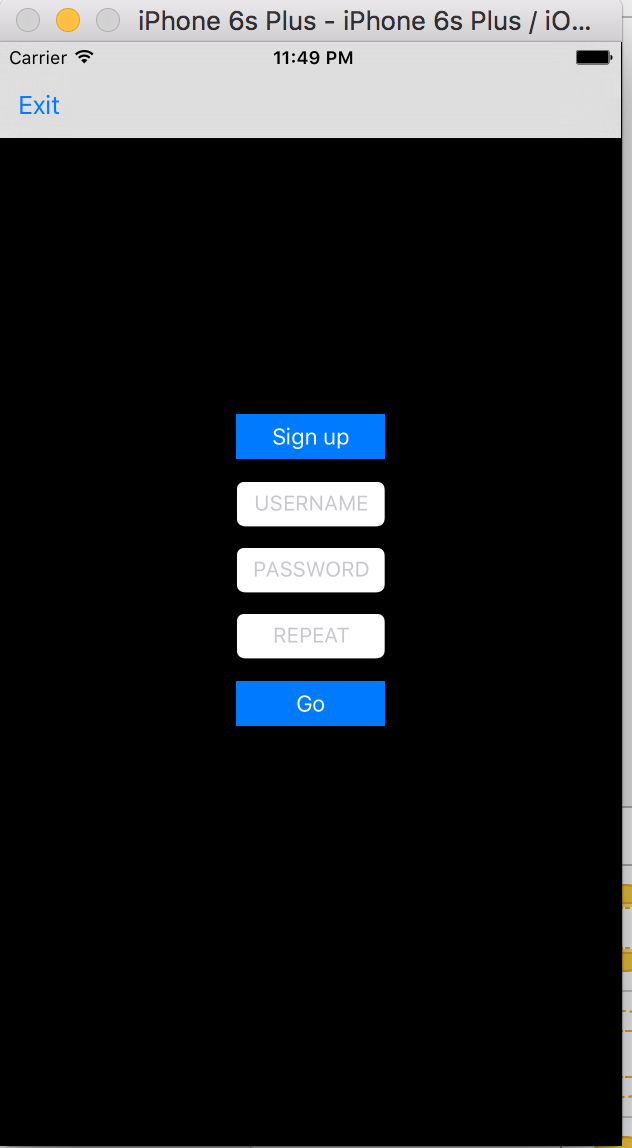 iPhone 6s Plus - iPhone 6s Plus / iO...
Carrier 11:49 PM
Exit
Sign up
USERNAME
PASSWORD
REPEAT
Go